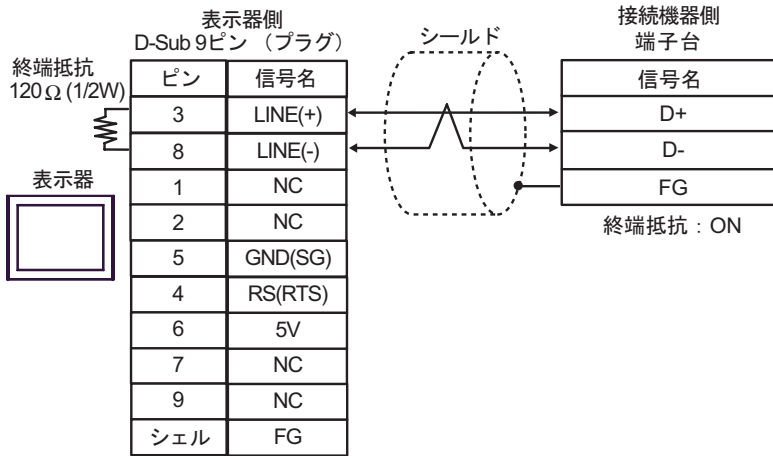 表示器側
D-Sub 9ピン (プラグ)
シールド
接続機器側
端子台
終端抵抗
120Ω(1/2W)
ピン 信号名
信号名
3 LINE(+)
D+
8 LINE(-)
D-
表示器
1 NC
FG
2 NC
終端抵抗:ON
5 GND(SG)
4 RS(RTS)
6 5V
7 NC
9 NC
シェル FG